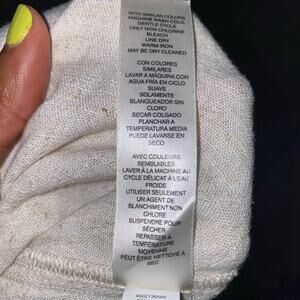 WITH SIMILAR COLORS
MACHINE WASH COLD,
GENTLE CYCLE
ONLY NON-CHLORINE
BLEACH
LINE DRY
WARM IRON
MAY BE DRY CLEANED
CON COLORES
SIMILARES
LAVAR A MÁQUINA CON
AGUA FRÍA EN CICLO
SUAVE
SOLAMENTE
BLANQUEADOR SIN
CLORO
SECAR COLGADO
PLANCHAR A
TEMPERATURA MEDIA
PUEDE LAVARSE EN
SECO
AVEC COULEURS
SEMBLABLES
LAVER À LA MACHINE AU
CYCLE DÉLICAT À L'EAU
FROIDE
UTILISER SEULEMENT
UN AGENT DE
BLANCHIMENT NON
CHLORE
SUSPENDRE POUR
SÉCHER
REPASSER À
TEMPÉRATURE
MOYENNE
PEUT ÊTRE NETTOYÉ À
SEC